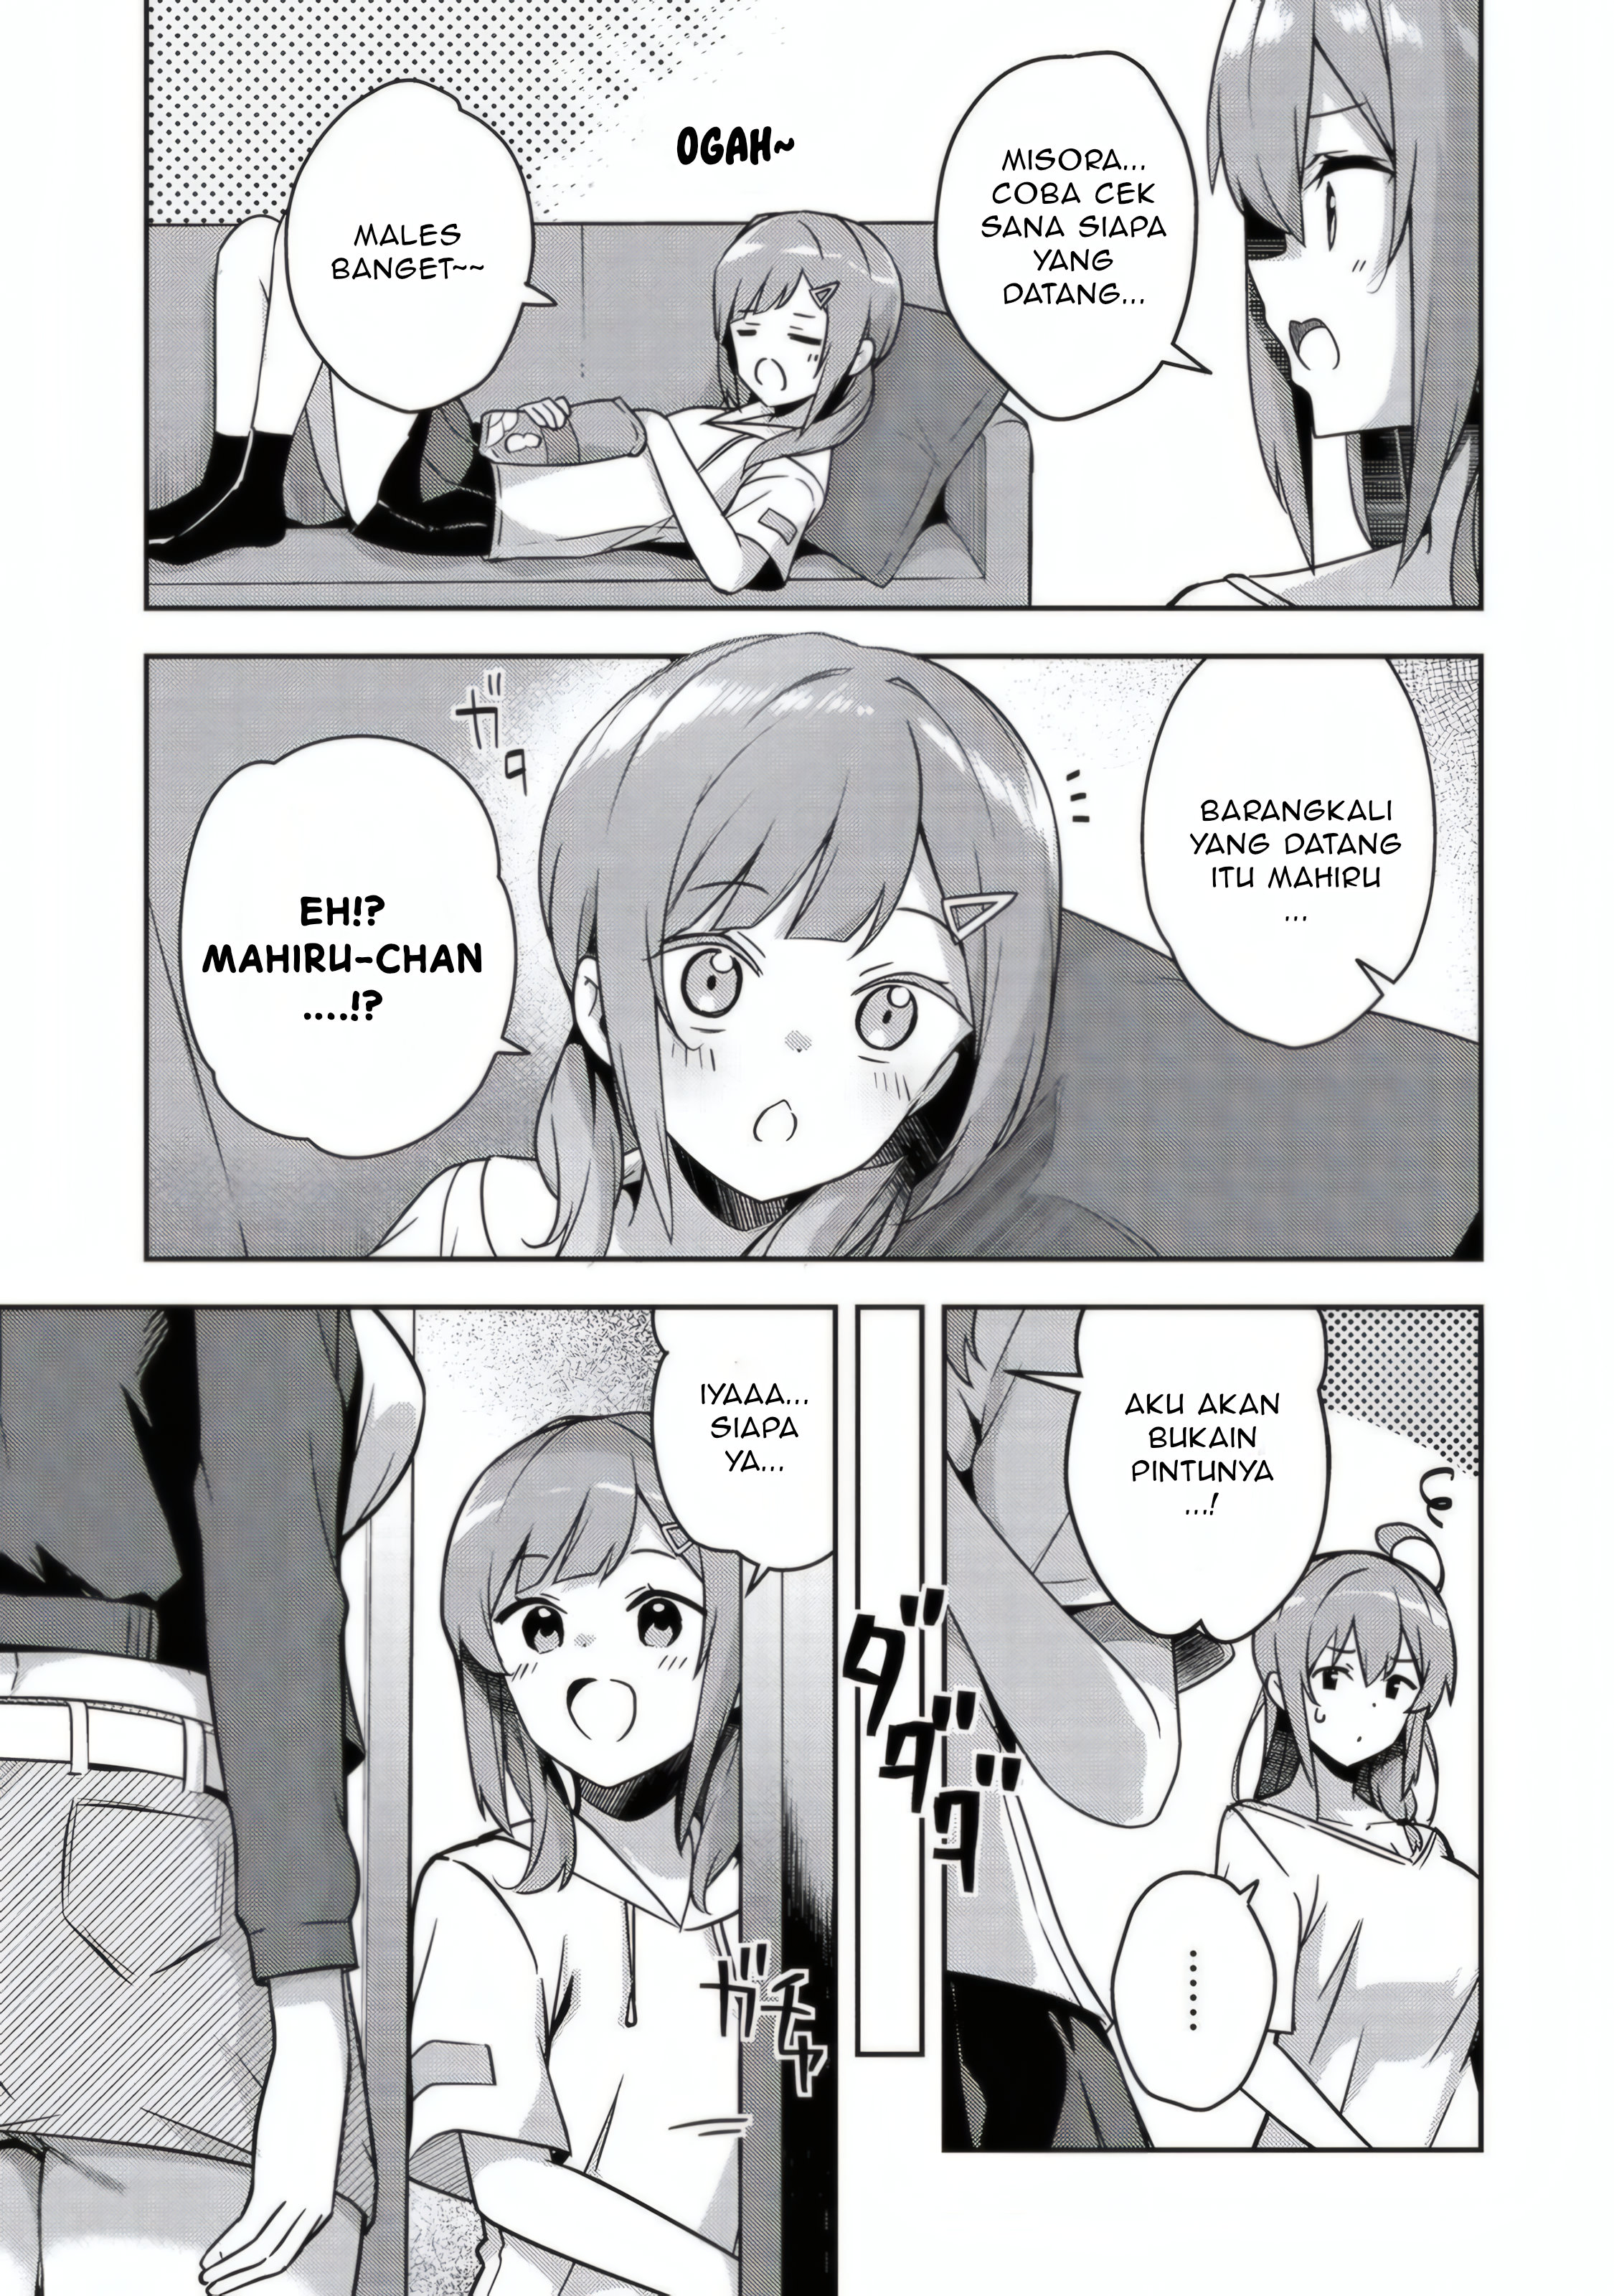 MISORA...
COBA CEK
SANA SIAPA
YANG
DATANG...
OGAH~
MALES
BANGET~~
BARANGKALI
YANG DATANG
ITU MAHIRU
...
ガタ
EH!?
MAHIRU-CHAN
....!?
AKU AKAN
BUKAIN
PINTUNYA
...!
......
ダダダ
IYAAA...
SIAPA
YA...
ガチャ